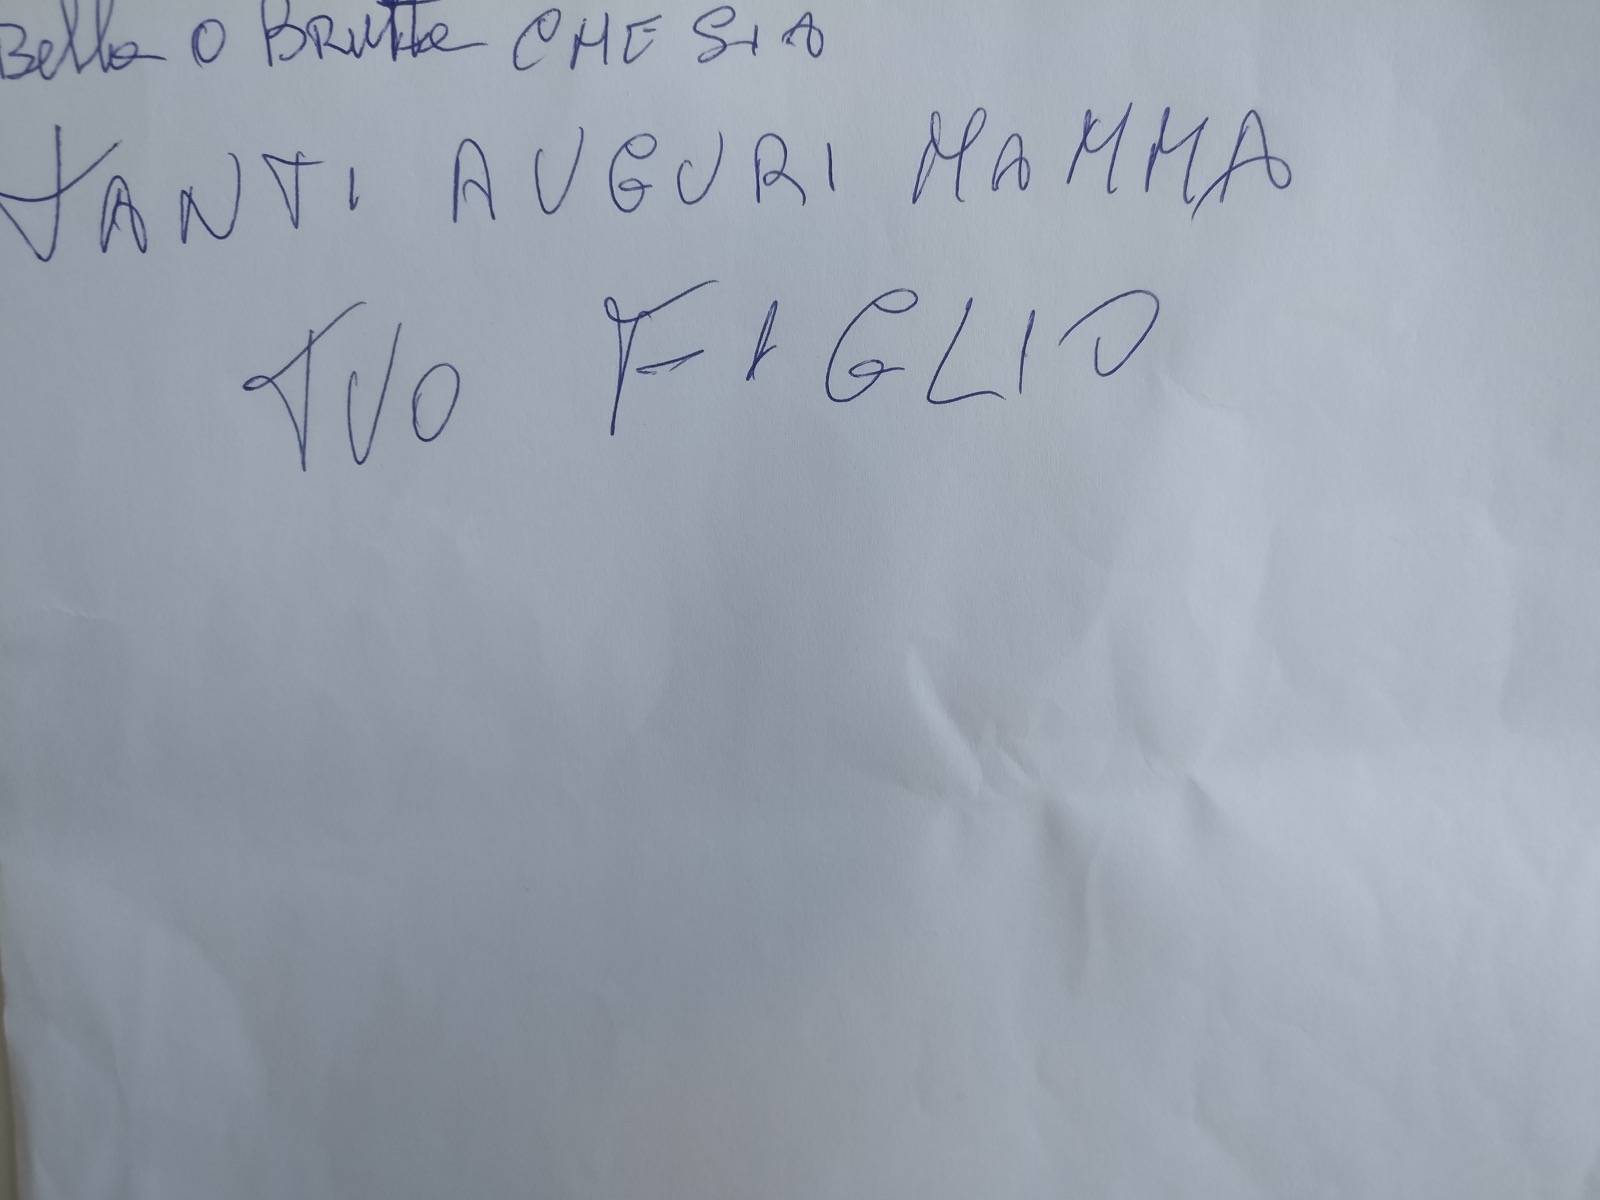 Bella o BRutta CHE SIA
TANTI AUGURI MAMMA
TUO FIGLIO